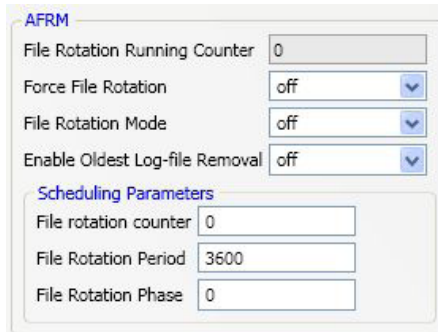 AFRM
File Rotation Running Counter 0
Force File Rotation off
File Rotation Mode off
Enable Oldest Log-file Removal off
Scheduling Parameters
File rotation counter 0
File Rotation Period 3600
File Rotation Phase 0